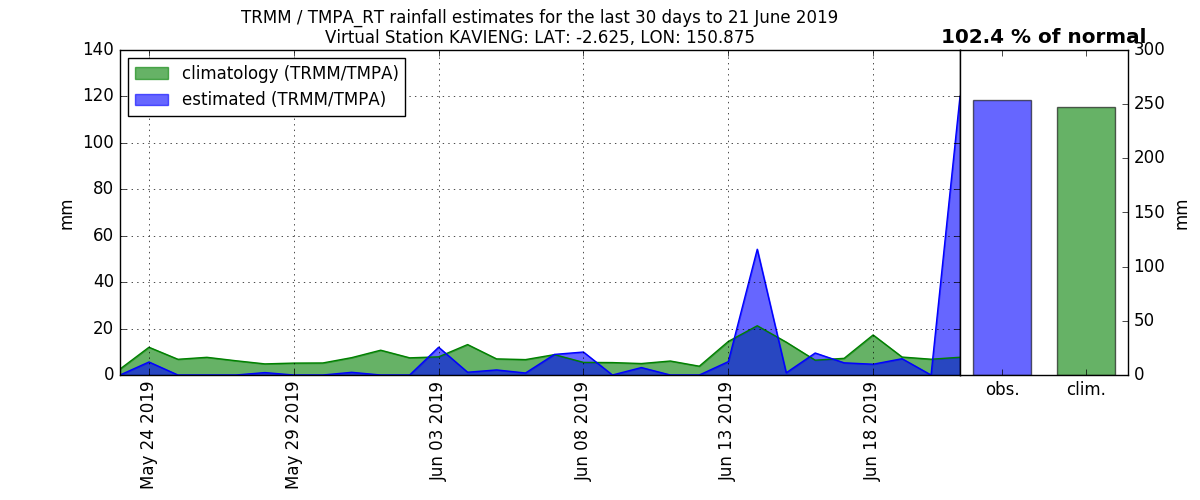 TRMM / TMPA_RT rainfall estimates for the last 30 days to 21 June 2019
Virtual Station KAVIENG: LAT: -2.625, LON: 150.875
102.4 % of normal
climatology (TRMM/TMPA)
estimated (TRMM/TMPA)
140
120
100
80
60
40
20
0
mm
May 24 2019
May 29 2019
Jun 03 2019
Jun 08 2019
Jun 13 2019
Jun 18 2019
obs.
clim.
300
250
200
150
100
50
0
mm